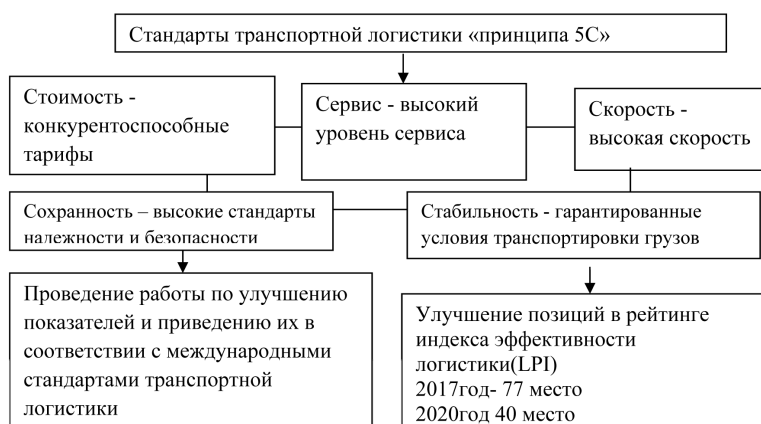 Стандарты транспортной логистики «принципа 5С»
Стоимость -
конкурентоспособные
тарифы
Сервис - высокий
уровень сервиса
Скорость -
высокая скорость
Сохранность – высокие стандарты
надежности и безопасности
Стабильность - гарантированные
условия транспортировки грузов
Проведение работы по улучшению
показателей и приведению их в
соответствии с международными
стандартами транспортной
логистики
Улучшение позиций в рейтинге
индекса эффективности
логистики(LPI)
2017год- 77 место
2020год 40 место